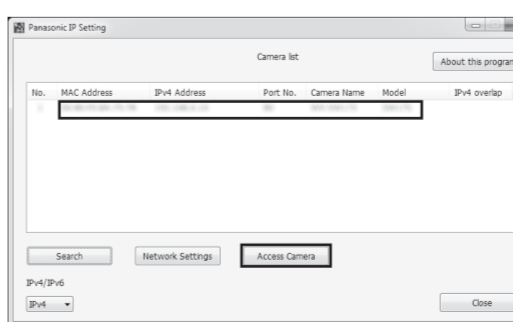 Panasonic IP Setting
Camera list
About this program
No. MAC Address IPv4 Address Port No. Camera Name Model IPv4 overlap
Search Network Settings Access Camera
IPv4/IPv6
IPv4 Close